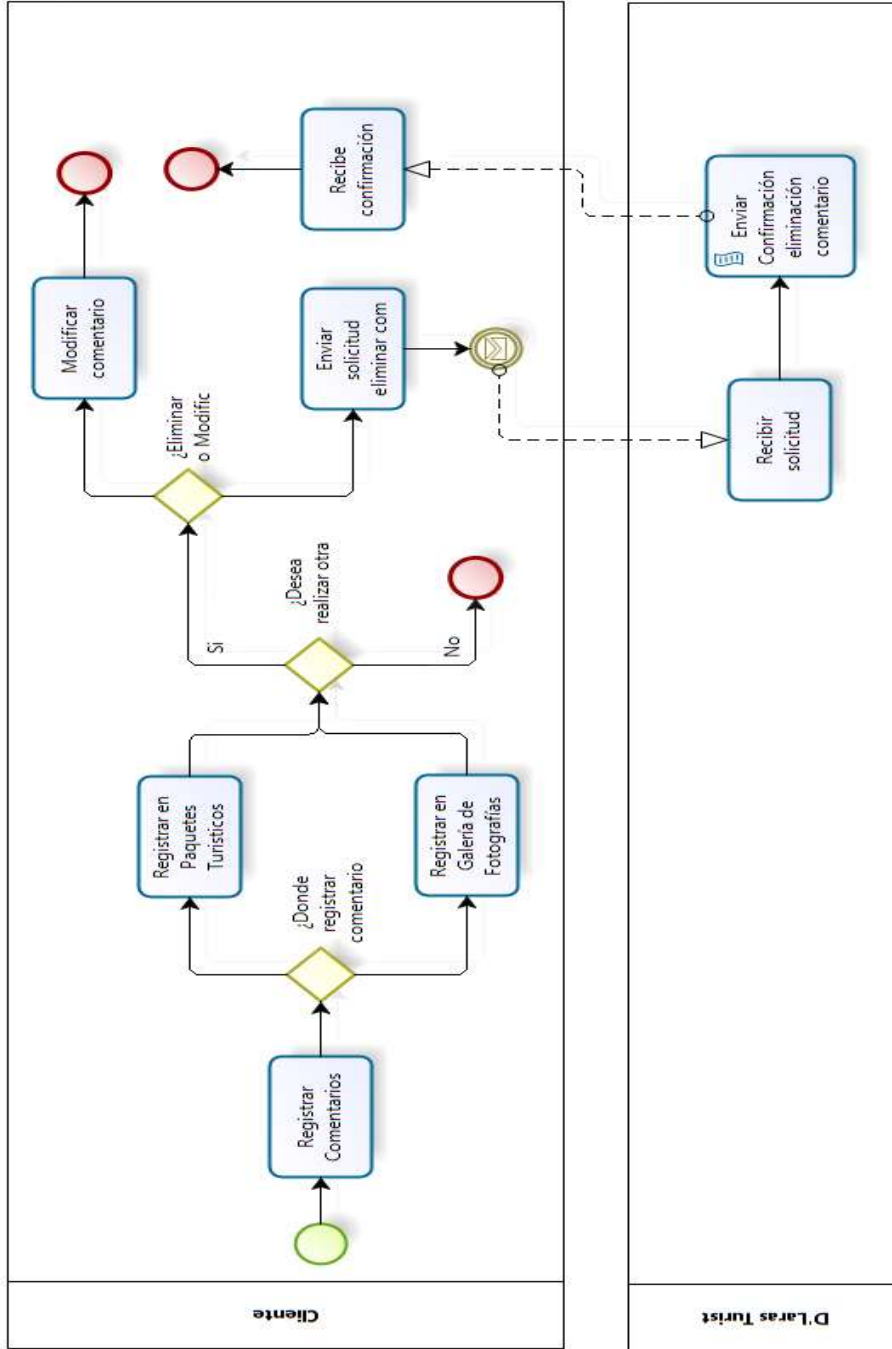 Cliente
Registrar
Comentarios
¿Donde
registrar
comentario
Registrar en
Paquetes
Turisticos
Registrar en
Galería de
Fotografías
¿Desea
realizar otra
Si
No
¿Eliminar
o Modific
Modificar
comentario
Enviar
solicitud
eliminar com
Recibe
confirmación
D'Laras Turist
Recibir
solicitud
Enviar
Confirmación
eliminación
comentario